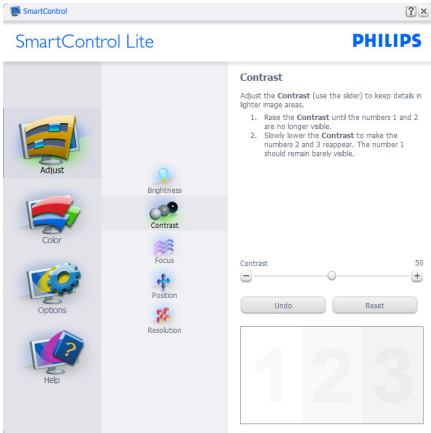 SmartControl
SmartControl Lite
PHILIPS
Adjust
Color
Options
Help
Brightness
Contrast
Focus
Position
Resolution
Contrast
Adjust the Contrast (use the slider) to keep details in
lighter image areas.
1. Raise the Contrast until the numbers 1 and 2
are no longer visible.
2. Slowly lower the Contrast to make the
numbers 2 and 3 reappear. The number 1
should remain barely visible.
Contrast 50
Undo Reset
1 2 3